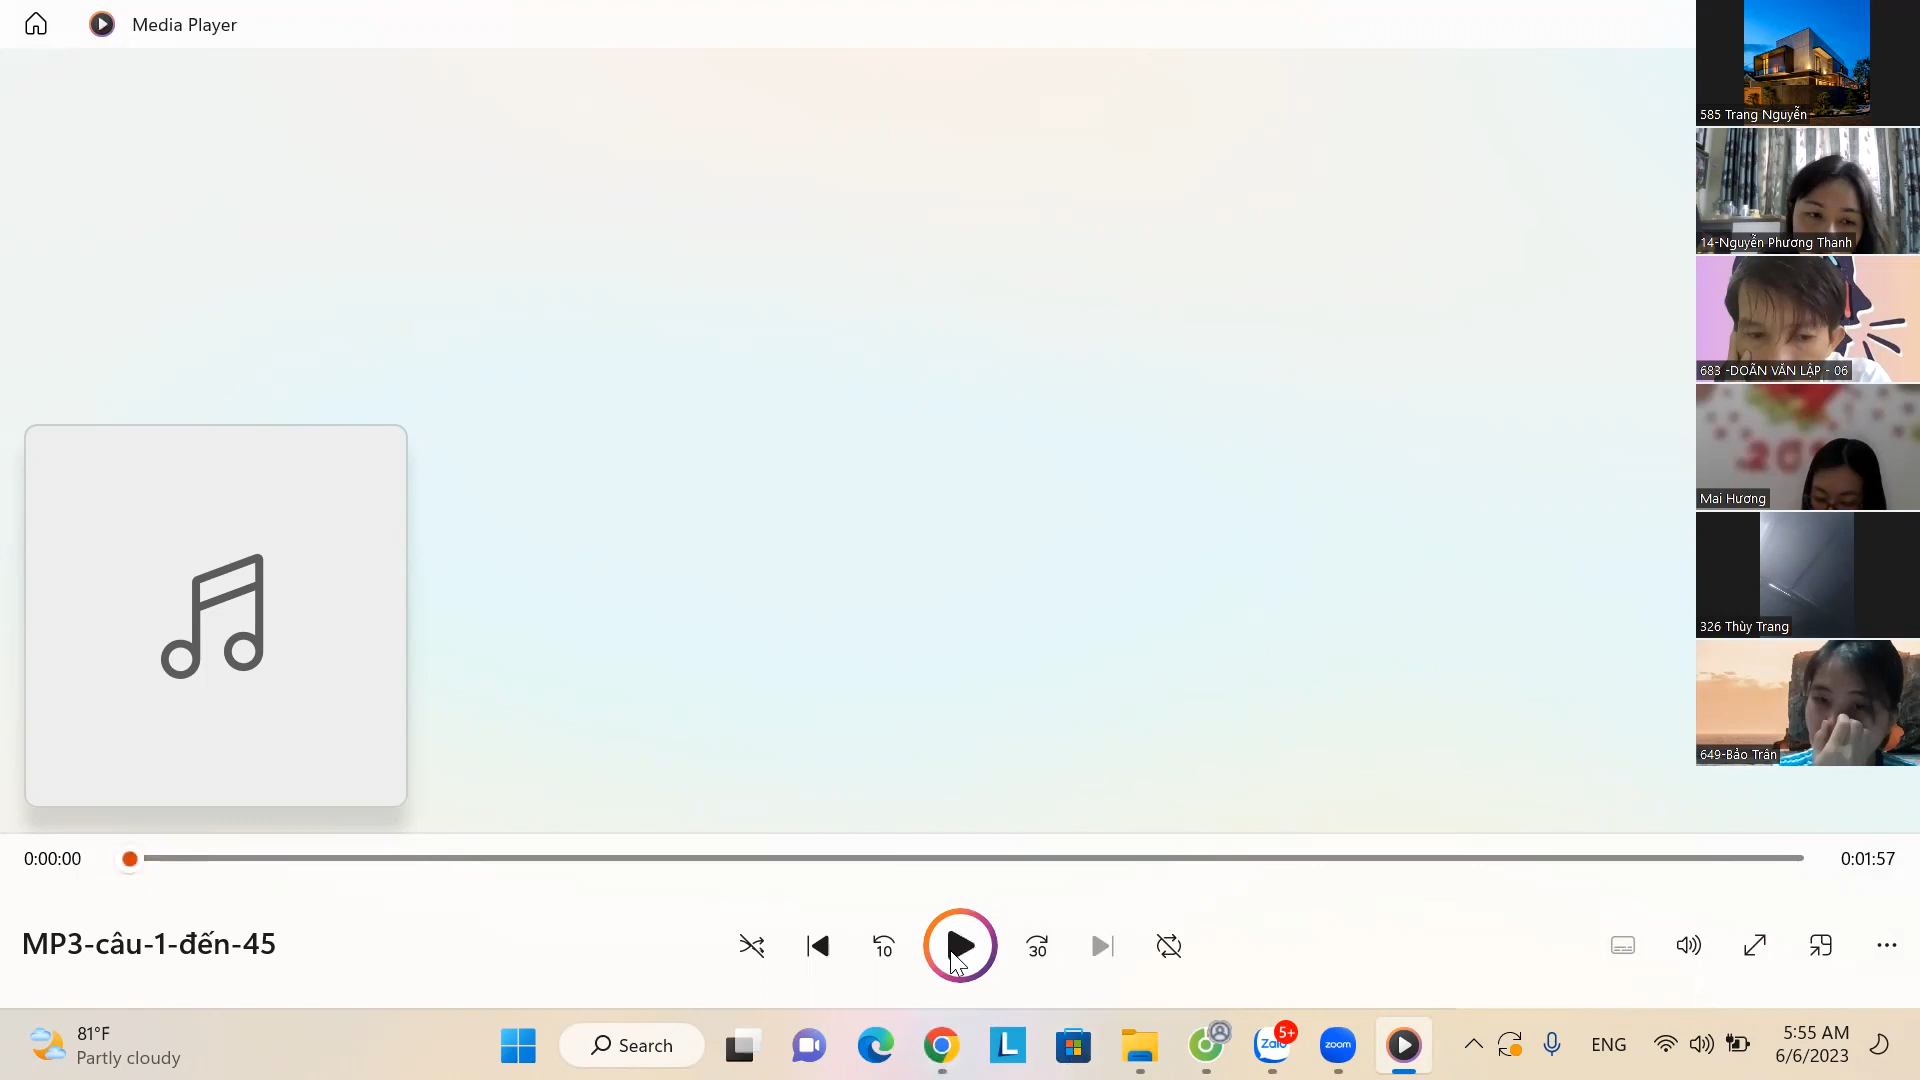 Media Player
585 Trang Nguyễn
14-Nguyễn Phương Thanh
683 -DOÃN VĂN LẬP - 06
Mai Hương
326 Thùy Trang
649-Bảo Trân
0:00:00
0:01:57
MP3-câu-1-đến-45
10
30
81°F
Partly cloudy
Search
L
Zalo
5+
zoom
ENG
5:55 AM
6/6/2023